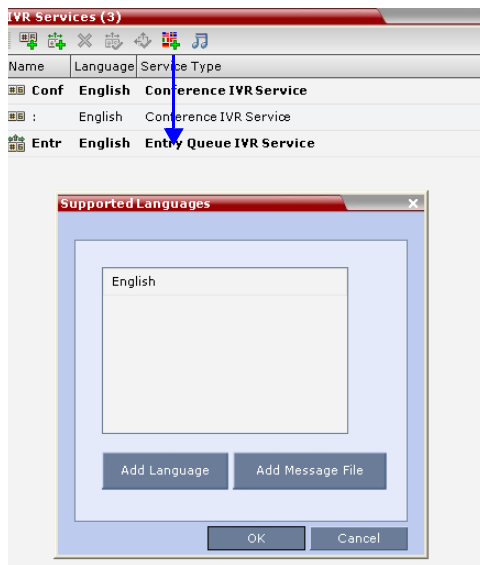 IVR Services (3)
Name Language Service Type
Conf English Conference IVR Service
: English Conference IVR Service
Entr English Entry Queue IVR Service
Supported Languages
English
Add Language Add Message File
OK Cancel